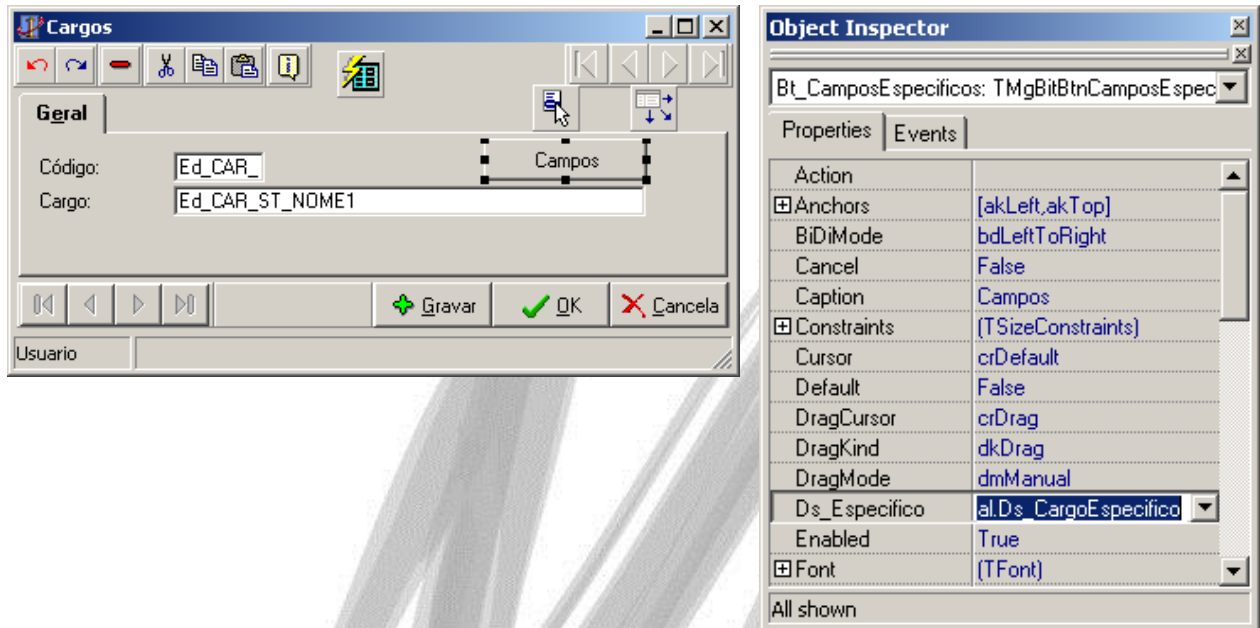 Cargos
Geral
Código:
Ed_CAR_
Campos
Cargo:
Ed_CAR_ST_NOME1
Gravar
OK
Cancela
Usuario
Object Inspector
Bt_CamposEspecificos: TMgBitBtnCamposEspec
Properties
Events
Action
Anchors [akLeft,akTop]
BiDiMode bdLeftToRight
Cancel False
Caption Campos
Constraints (TSizeConstraints)
Cursor crDefault
Default False
DragCursor crDrag
DragKind dkDrag
DragMode dmManual
Ds_Especifico al.Ds_CargoEspecifico
Enabled True
Font (TFont)
All shown